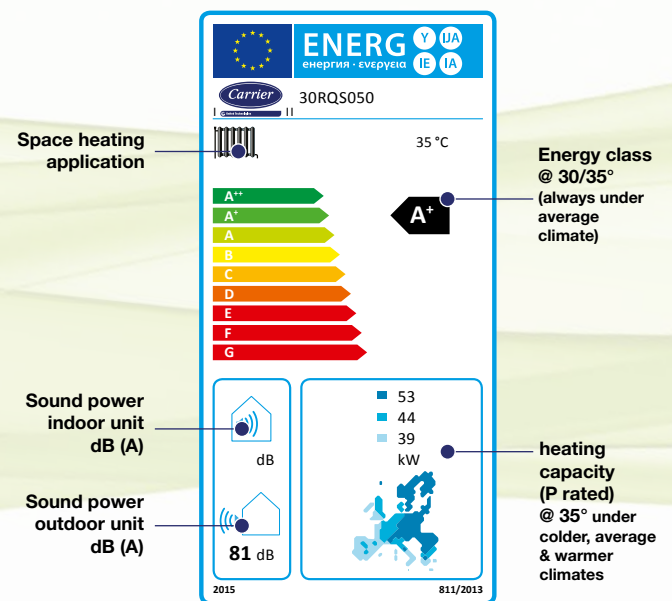 ENERG
Y IJA
IE IA
енергия · ενεργεια
Carrier
I II
30RQS050
35 °C
Space heating
application
A++
A+
A
B
C
D
E
F
G
A+
Energy class
@ 30/35°
(always under
average
climate)
Sound power
indoor unit
dB (A)
dB
Sound power
outdoor unit
dB (A)
81 dB
53
44
39
kW
heating
capacity
(P rated)
@ 35° under
colder, average
& warmer
climates
2015
811/2013